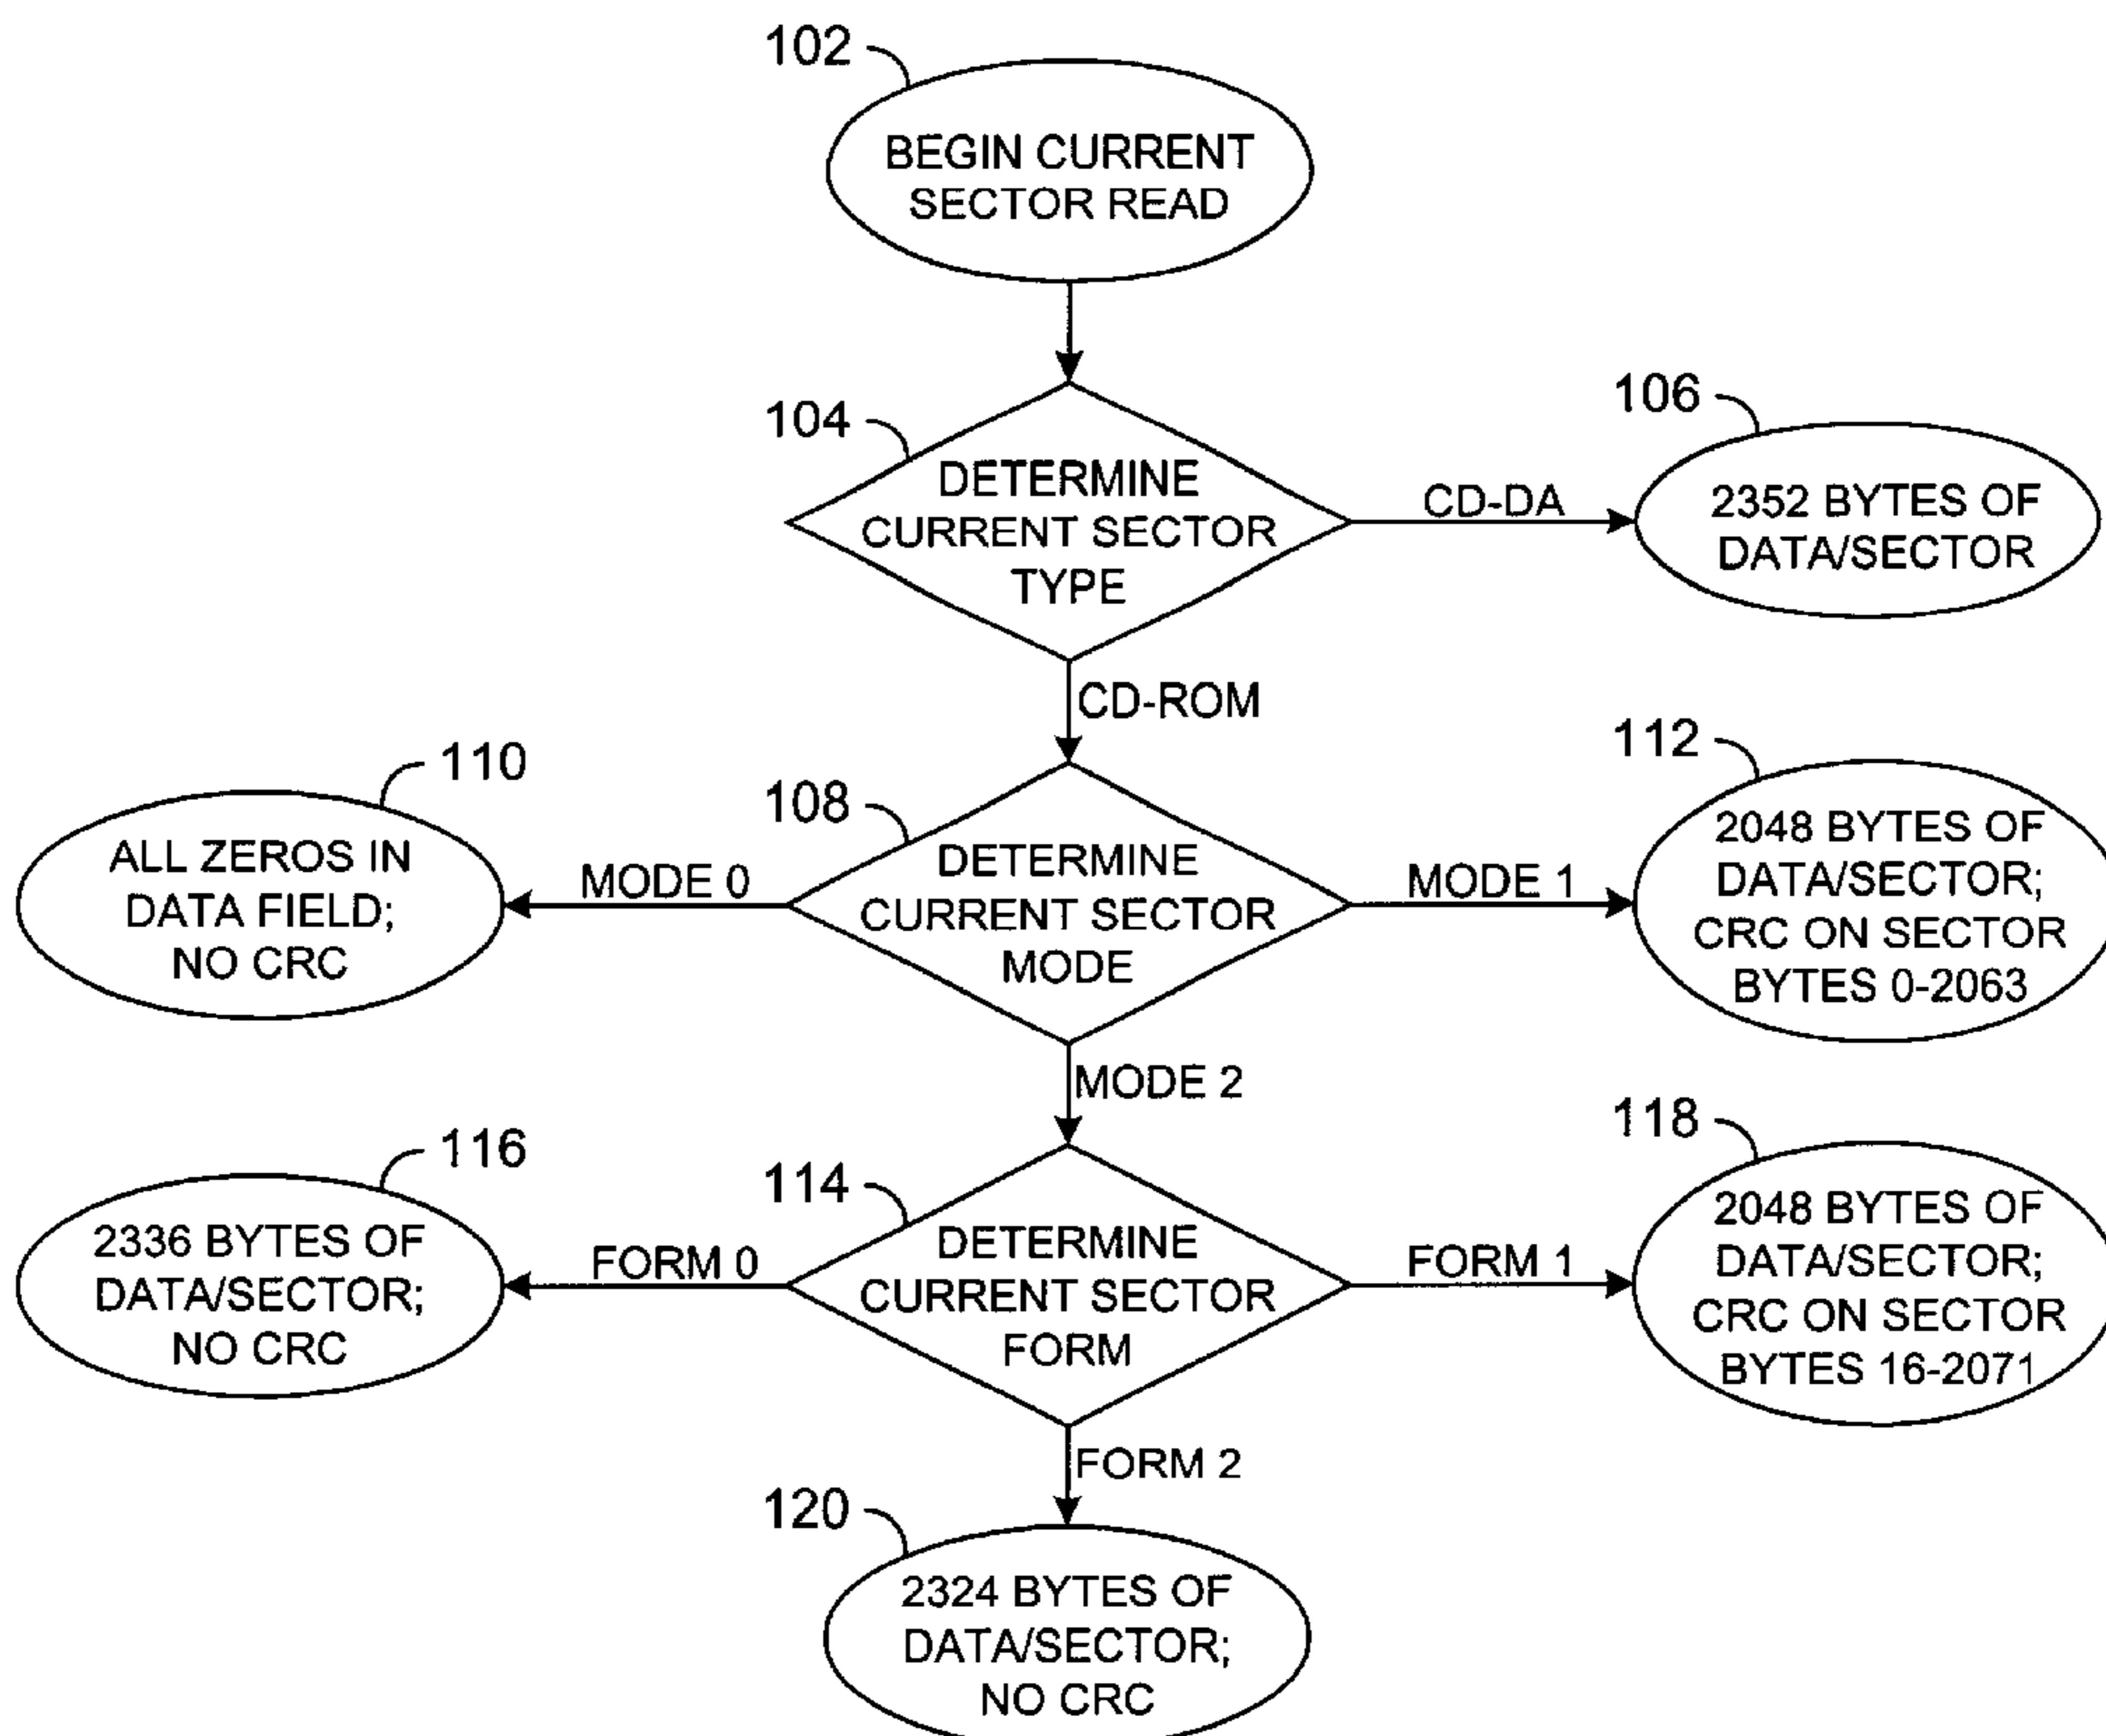 102
BEGIN CURRENT
SECTOR READ
104
DETERMINE
CURRENT SECTOR
TYPE
CD-DA
106
2352 BYTES OF
DATA/SECTOR
CD-ROM
110
ALL ZEROS IN
DATA FIELD;
NO CRC
MODE 0
108
DETERMINE
CURRENT SECTOR
MODE
MODE 1
112
2048 BYTES OF
DATA/SECTOR;
CRC ON SECTOR
BYTES 0-2063
MODE 2
116
2336 BYTES OF
DATA/SECTOR;
NO CRC
FORM 0
114
DETERMINE
CURRENT SECTOR
FORM
FORM 1
118
2048 BYTES OF
DATA/SECTOR;
CRC ON SECTOR
BYTES 16-2071
FORM 2
120
2324 BYTES OF
DATA/SECTOR;
NO CRC